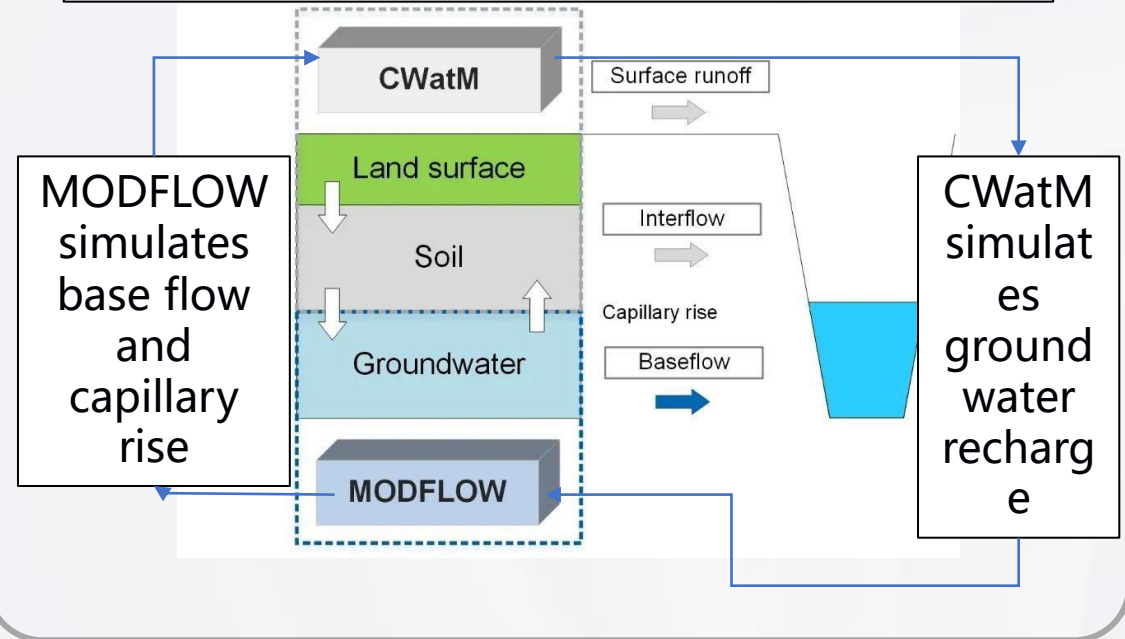 CWatM
Surface runoff
Land surface
MODFLOW
simulates
base flow
and
capillary
rise
Interflow
Soil
Capillary rise
Groundwater
Baseflow
MODFLOW
CWatM
simulat
es
ground
water
recharg
e